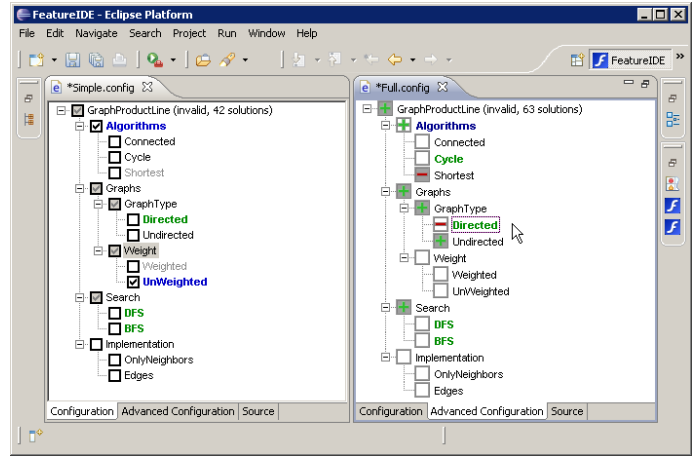 FeatureIDE - Eclipse Platform
File Edit Navigate Search Project Run Window Help
FeatureIDE »
*Simple.config
GraphProductLine (invalid, 42 solutions)
Algorithms
Connected
Cycle
Shortest
Graphs
GraphType
Directed
Undirected
Weight
Weighted
UnWeighted
Search
DFS
BFS
Implementation
OnlyNeighbors
Edges
Configuration Advanced Configuration Source
*Full.config
GraphProductLine (invalid, 63 solutions)
Algorithms
Connected
Cycle
Shortest
Graphs
GraphType
Directed
Undirected
Weight
Weighted
UnWeighted
Search
DFS
BFS
Implementation
OnlyNeighbors
Edges
Configuration Advanced Configuration Source